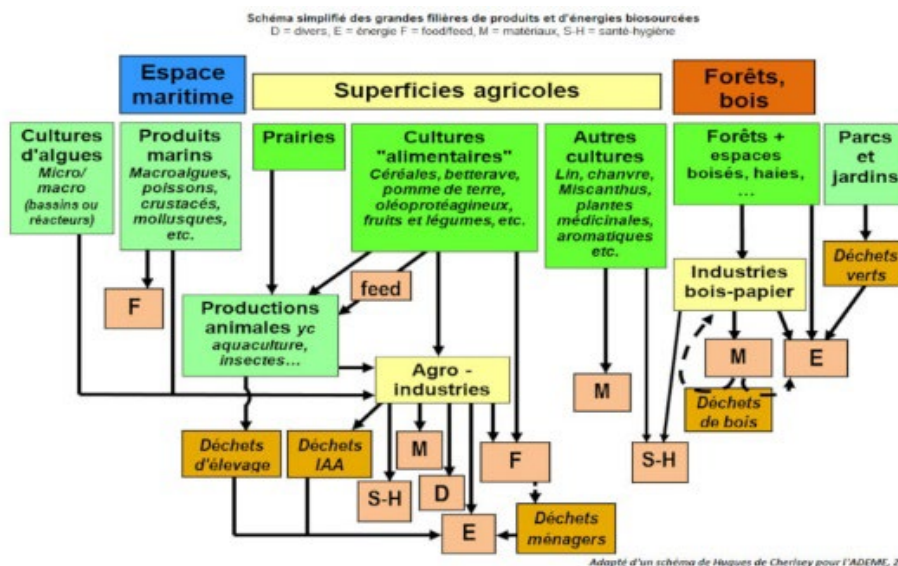 Schéma simplifié des grandes filières de produits et d'énergies biosourcées
D = divers, E = énergie F = food/feed, M = matériaux, S-H = santé-hygiène
Espace
maritime
Superficies agricoles
Forêts,
bois
Cultures
d'algues
Micro/
macro
(bassins ou
réacteurs)
Produits
marins
Macroalgues,
poissons,
crustacés,
mollusques,
etc.
Prairies
Cultures
"alimentaires"
Céréales, betterave,
pomme de terre,
oléoprotéagineux,
fruits et légumes, etc.
Autres
cultures
Lin, chanvre,
Miscanthus,
plantes
médicinales,
aromatiques
etc.
Forêts +
espaces
boisés, haies,
...
Parcs et
jardins
Déchets
verts
Industries
bois-papier
feed
F
Productions
animales yc
aquaculture,
insectes...
Agro -
industries
M
M
E
Déchets
de bois
Déchets
d'élevage
Déchets
IAA
M
S-H
D
F
S-H
E
Déchets
ménagers
Adapté d'un schéma de Hugues de Cherisey pour l'ADEME,